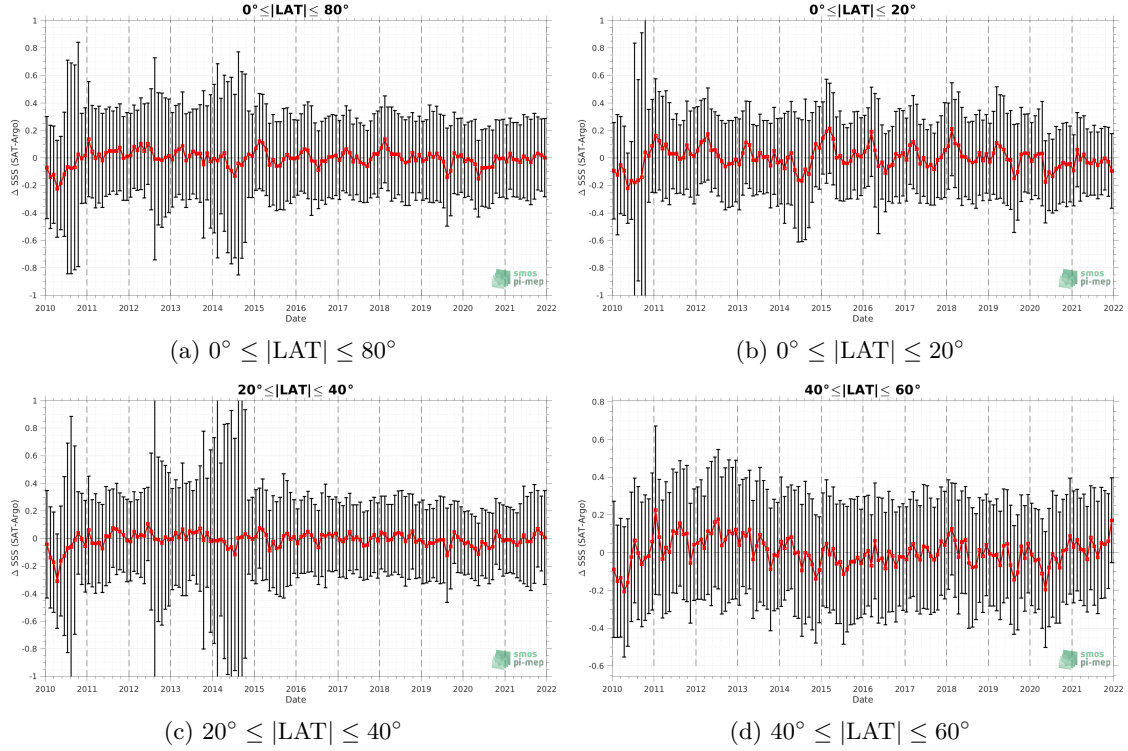 0°≤|LAT|≤ 80°
Δ SSS (SAT-Argo)
1
0.8
0.6
0.4
0.2
0
-0.2
-0.4
-0.6
-0.8
-1
2010 2011 2012 2013 2014 2015 2016 2017 2018 2019 2020 2021 2022
Date
smos
pi-mep
(a) 0° ≤ |LAT| ≤ 80°
0°≤|LAT|≤ 20°
Δ SSS (SAT-Argo)
1
0.8
0.6
0.4
0.2
0
-0.2
-0.4
-0.6
-0.8
-1
2010 2011 2012 2013 2014 2015 2016 2017 2018 2019 2020 2021 2022
Date
smos
pi-mep
(b) 0° ≤ |LAT| ≤ 20°
20°≤|LAT|≤ 40°
Δ SSS (SAT-Argo)
1
0.8
0.6
0.4
0.2
0
-0.2
-0.4
-0.6
-0.8
-1
2010 2011 2012 2013 2014 2015 2016 2017 2018 2019 2020 2021 2022
Date
smos
pi-mep
(c) 20° ≤ |LAT| ≤ 40°
40°≤|LAT|≤ 60°
Δ SSS (SAT-Argo)
0.8
0.6
0.4
0.2
0
-0.2
-0.4
-0.6
2010 2011 2012 2013 2014 2015 2016 2017 2018 2019 2020 2021 2022
Date
smos
pi-mep
(d) 40° ≤ |LAT| ≤ 60°